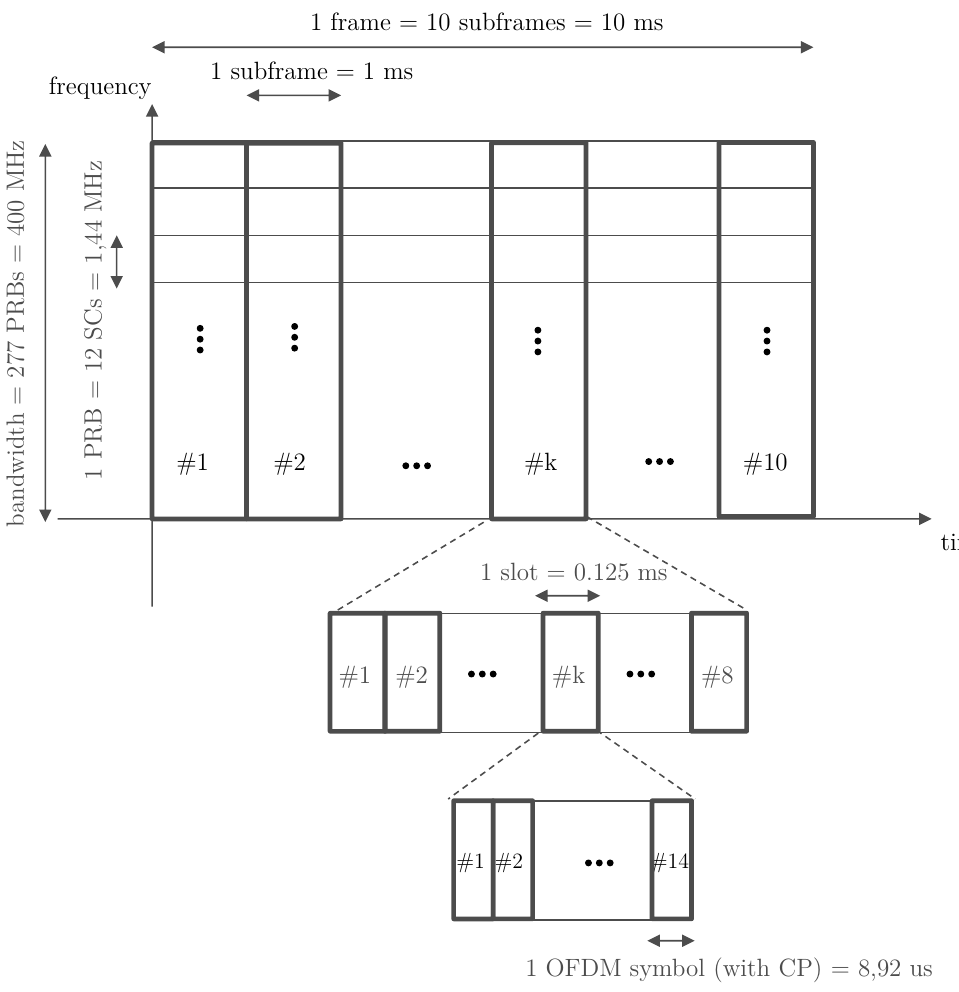 1 frame = 10 subframes = 10 ms
1 subframe = 1 ms
frequency
bandwidth = 277 PRBs = 400 MHz
1 PRB = 12 SCs = 1,44 MHz
#1
#2
#k
#10
1 slot = 0.125 ms
#1
#2
#k
#8
#1
#2
#14
1 OFDM symbol (with CP) = 8,92 us